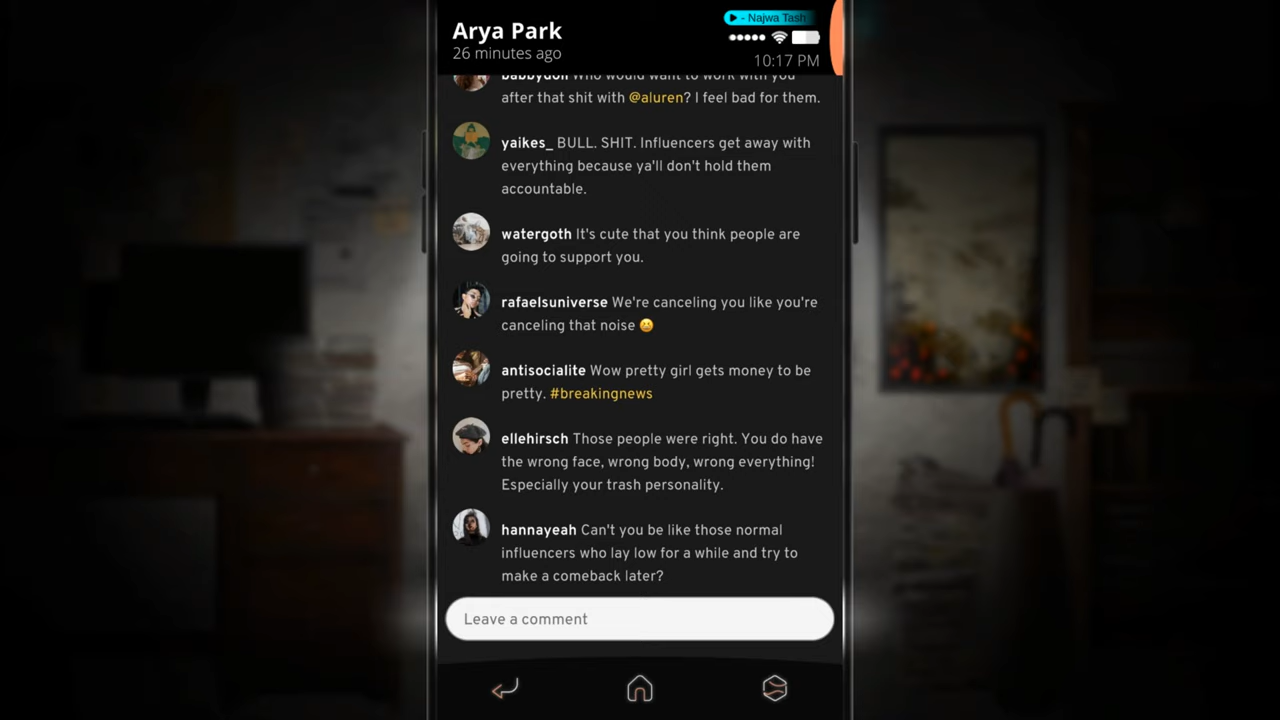 Arya Park
- Najwa Tash
26 minutes ago
10:17 PM
babbydoll Who would want to work with you
after that shit with @aluren? I feel bad for them.
yaikes_ BULL. SHIT. Influencers get away with
everything because ya'll don't hold them
accountable.
watergoth It's cute that you think people are
going to support you.
rafaelsuniverse We're canceling you like you're
canceling that noise 😆
antisocialite Wow pretty girl gets money to be
pretty. #breakingnews
ellehirsch Those people were right. You do have
the wrong face, wrong body, wrong everything!
Especially your trash personality.
hannayeah Can't you be like those normal
influencers who lay low for a while and try to
make a comeback later?
Leave a comment